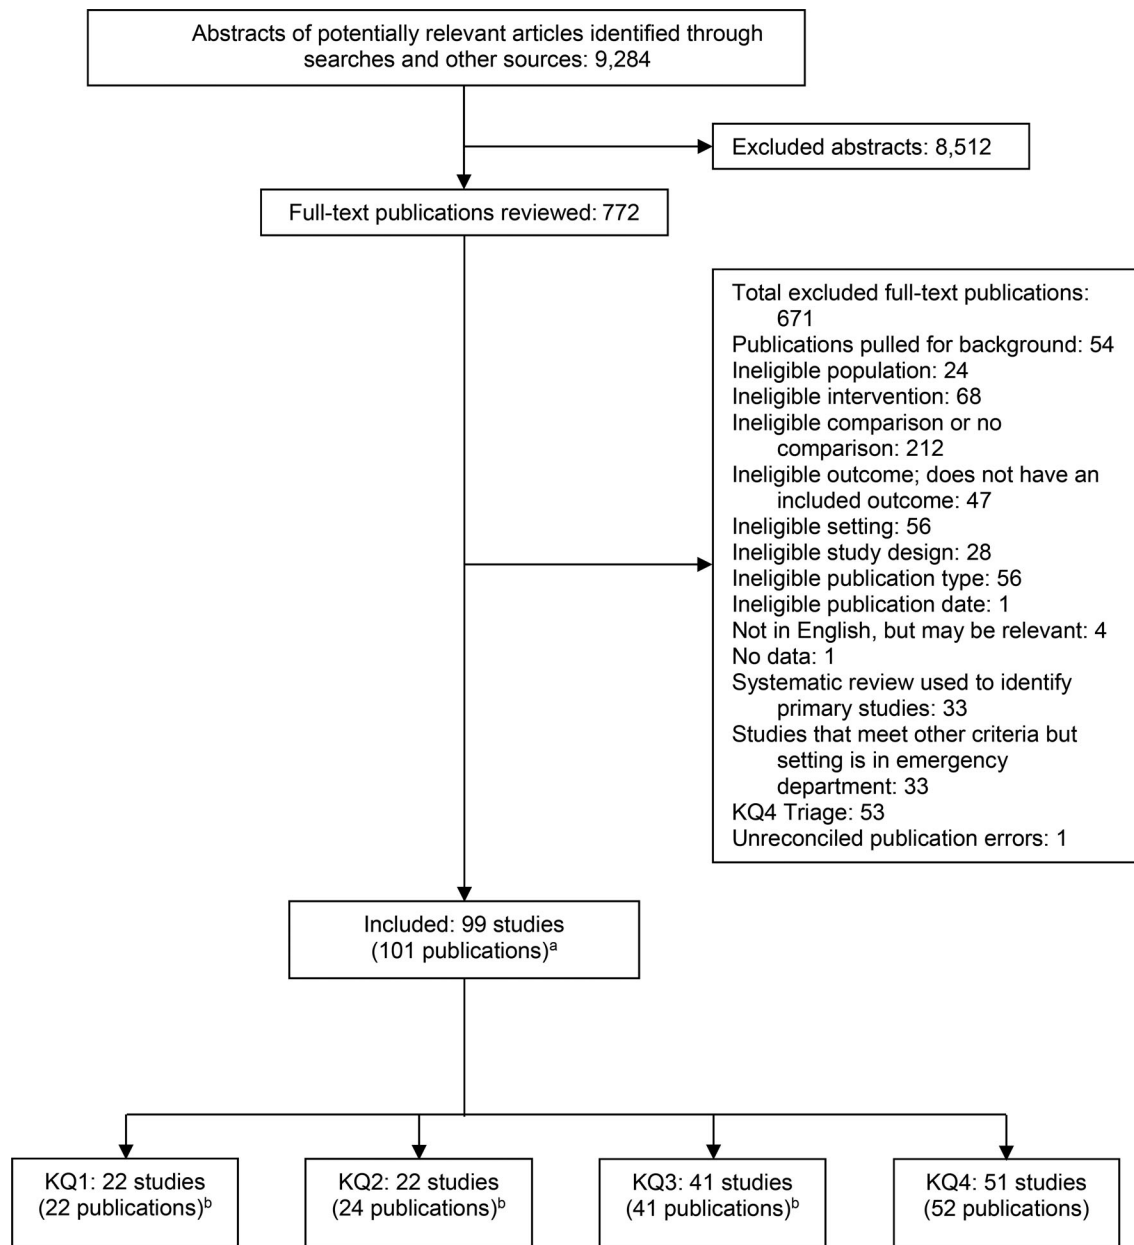 Abstracts of potentially relevant articles identified through
searches and other sources: 9,284
Excluded abstracts: 8,512
Full-text publications reviewed: 772
Total excluded full-text publications:
671
Publications pulled for background: 54
Ineligible population: 24
Ineligible intervention: 68
Ineligible comparison or no
comparison: 212
Ineligible outcome; does not have an
included outcome: 47
Ineligible setting: 56
Ineligible study design: 28
Ineligible publication type: 56
Ineligible publication date: 1
Not in English, but may be relevant: 4
No data: 1
Systematic review used to identify
primary studies: 33
Studies that meet other criteria but
setting is in emergency
department: 33
KQ4 Triage: 53
Unreconciled publication errors: 1
Included: 99 studies
(101 publications)ᵃ
KQ1: 22 studies
(22 publications)ᵇ
KQ2: 22 studies
(24 publications)ᵇ
KQ3: 41 studies
(41 publications)ᵇ
KQ4: 51 studies
(52 publications)